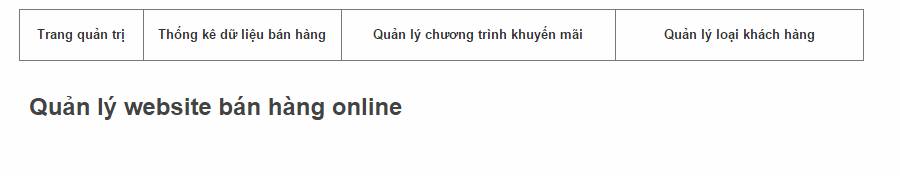 Trang quản trị Thống kê dữ liệu bán hàng Quản lý chương trình khuyến mãi Quản lý loại khách hàng
Quản lý website bán hàng online